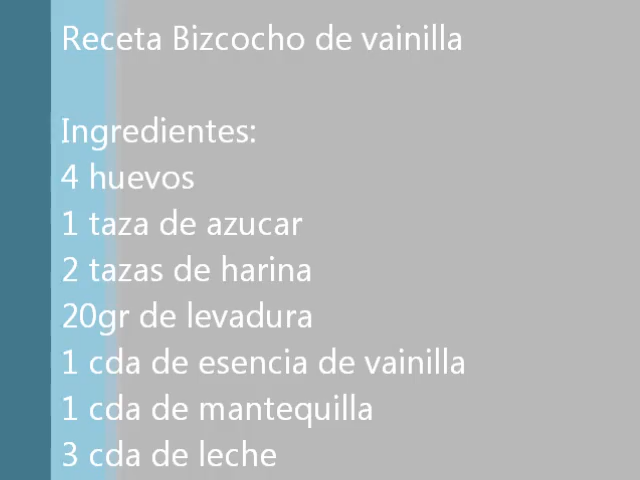 Receta Bizcocho de vainilla
Ingredientes:
4 huevos
1 taza de azucar
2 tazas de harina
20gr de levadura
1 cda de esencia de vainilla
1 cda de mantequilla
3 cda de leche